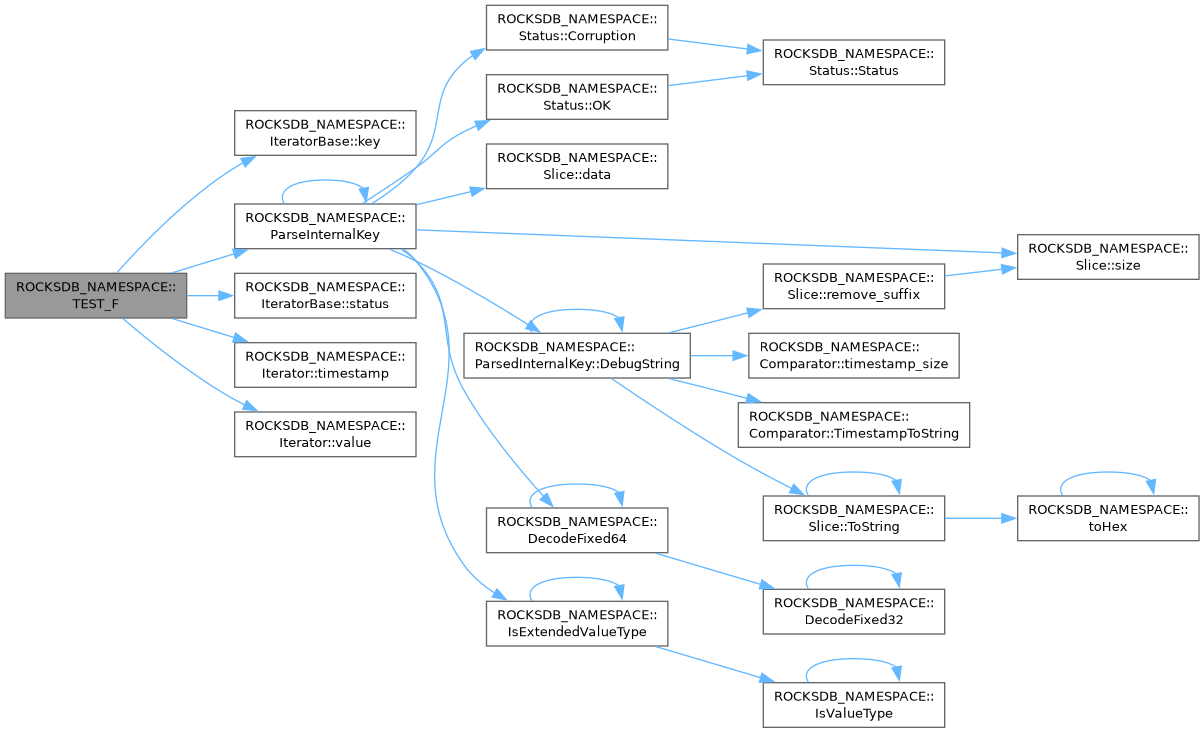 ROCKSDB_NAMESPACE::
TEST_F
ROCKSDB_NAMESPACE::
IteratorBase::key
ROCKSDB_NAMESPACE::
ParseInternalKey
ROCKSDB_NAMESPACE::
IteratorBase::status
ROCKSDB_NAMESPACE::
Iterator::timestamp
ROCKSDB_NAMESPACE::
Iterator::value
ROCKSDB_NAMESPACE::
Status::Corruption
ROCKSDB_NAMESPACE::
Status::OK
ROCKSDB_NAMESPACE::
Slice::data
ROCKSDB_NAMESPACE::
ParsedInternalKey::DebugString
ROCKSDB_NAMESPACE::
DecodeFixed64
ROCKSDB_NAMESPACE::
IsExtendedValueType
ROCKSDB_NAMESPACE::
Status::Status
ROCKSDB_NAMESPACE::
Slice::remove_suffix
ROCKSDB_NAMESPACE::
Comparator::timestamp_size
ROCKSDB_NAMESPACE::
Comparator::TimestampToString
ROCKSDB_NAMESPACE::
Slice::ToString
ROCKSDB_NAMESPACE::
DecodeFixed32
ROCKSDB_NAMESPACE::
IsValueType
ROCKSDB_NAMESPACE::
Slice::size
ROCKSDB_NAMESPACE::
toHex